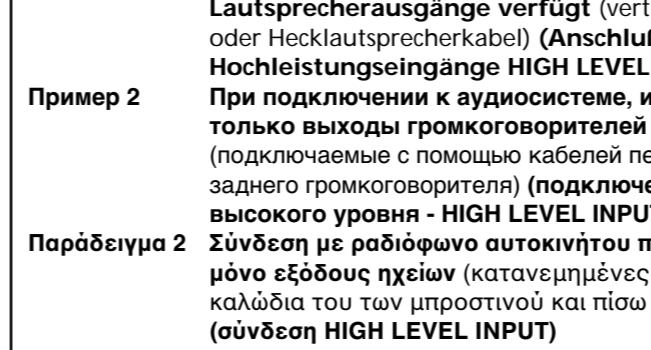 Lautsprecherausgänge verfügt (vert
oder Hecklautsprecherkabel) (Anschluß
Hochleistungseingänge HIGH LEVEL
Пример 2 При подключении к аудиосистеме, и
только выходы громкоговорителей
(подключаемые с помощью кабелей пе
заднего громкоговорителя) (подключе
высокого уровня - HIGH LEVEL INPUT
Παράδειγμα 2 Σύνδεση με ραδιόφωνο αυτοκινήτου π
μόνο εξόδους ηχείων (κατανεμημένες
καλώδια του των μπροστινού και πίσω
(σύνδεση HIGH LEVEL INPUT)